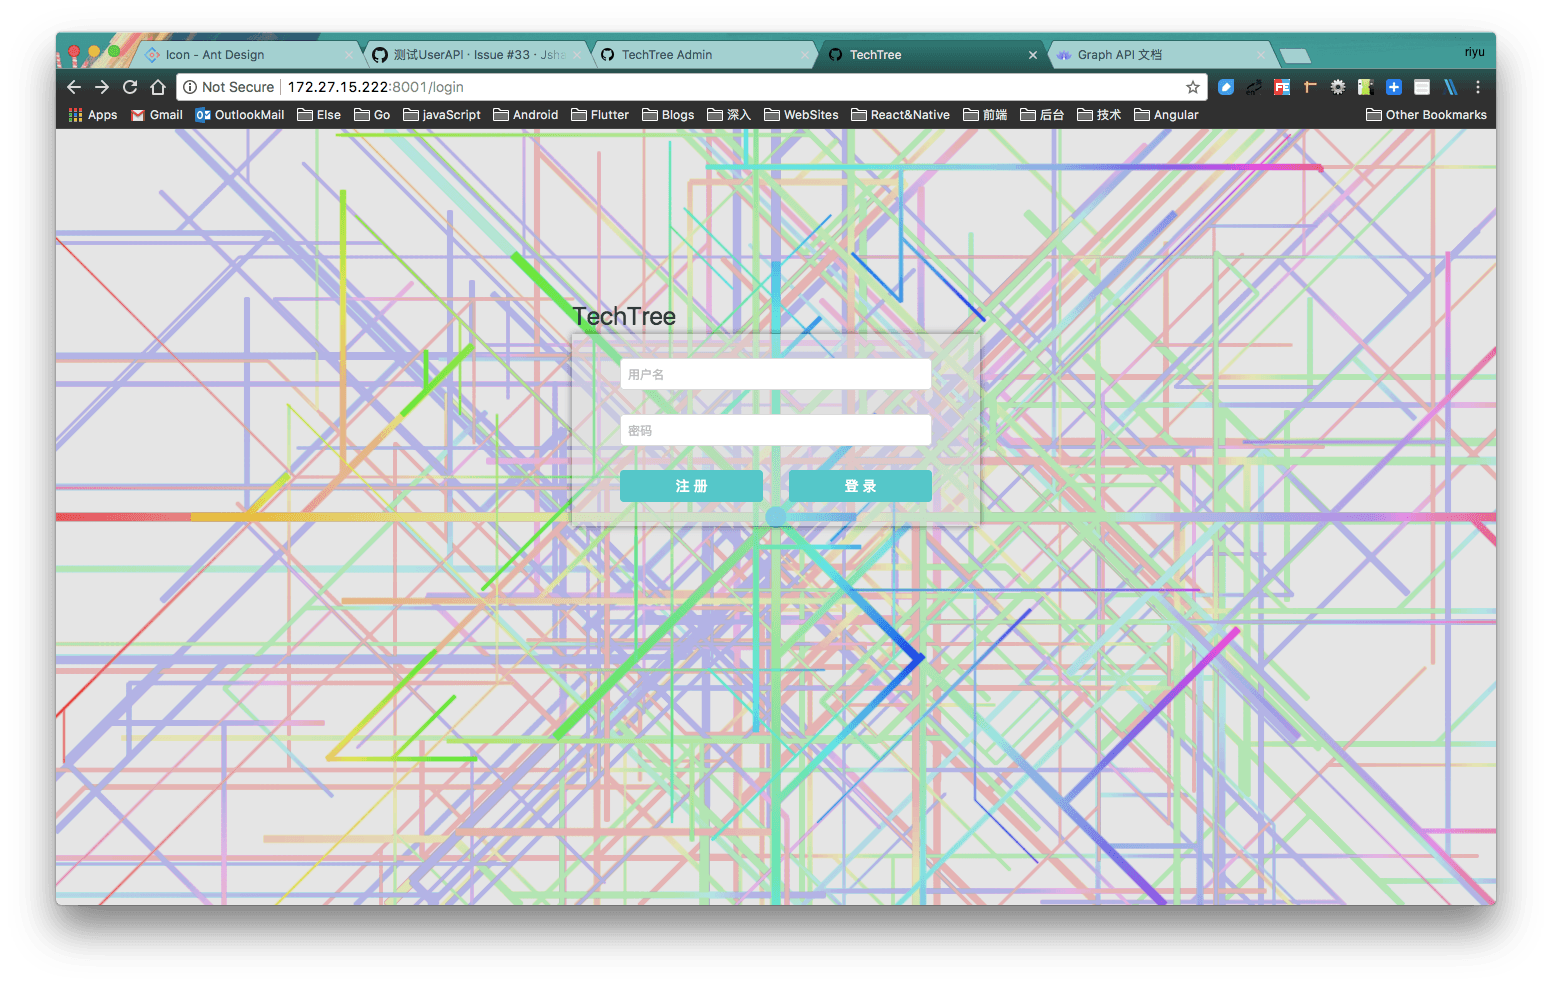 Icon - Ant Design
测试UserAPI · Issue #33 · Jsha
TechTree Admin
TechTree
Graph API 文档
riyu
Not Secure
172.27.15.222:8001/login
Apps
Gmail
OutlookMail
Else
Go
javaScript
Android
Flutter
Blogs
深入
WebSites
React&Native
前端
后台
技术
Angular
Other Bookmarks
TechTree
用户名
密码
注 册
登 录